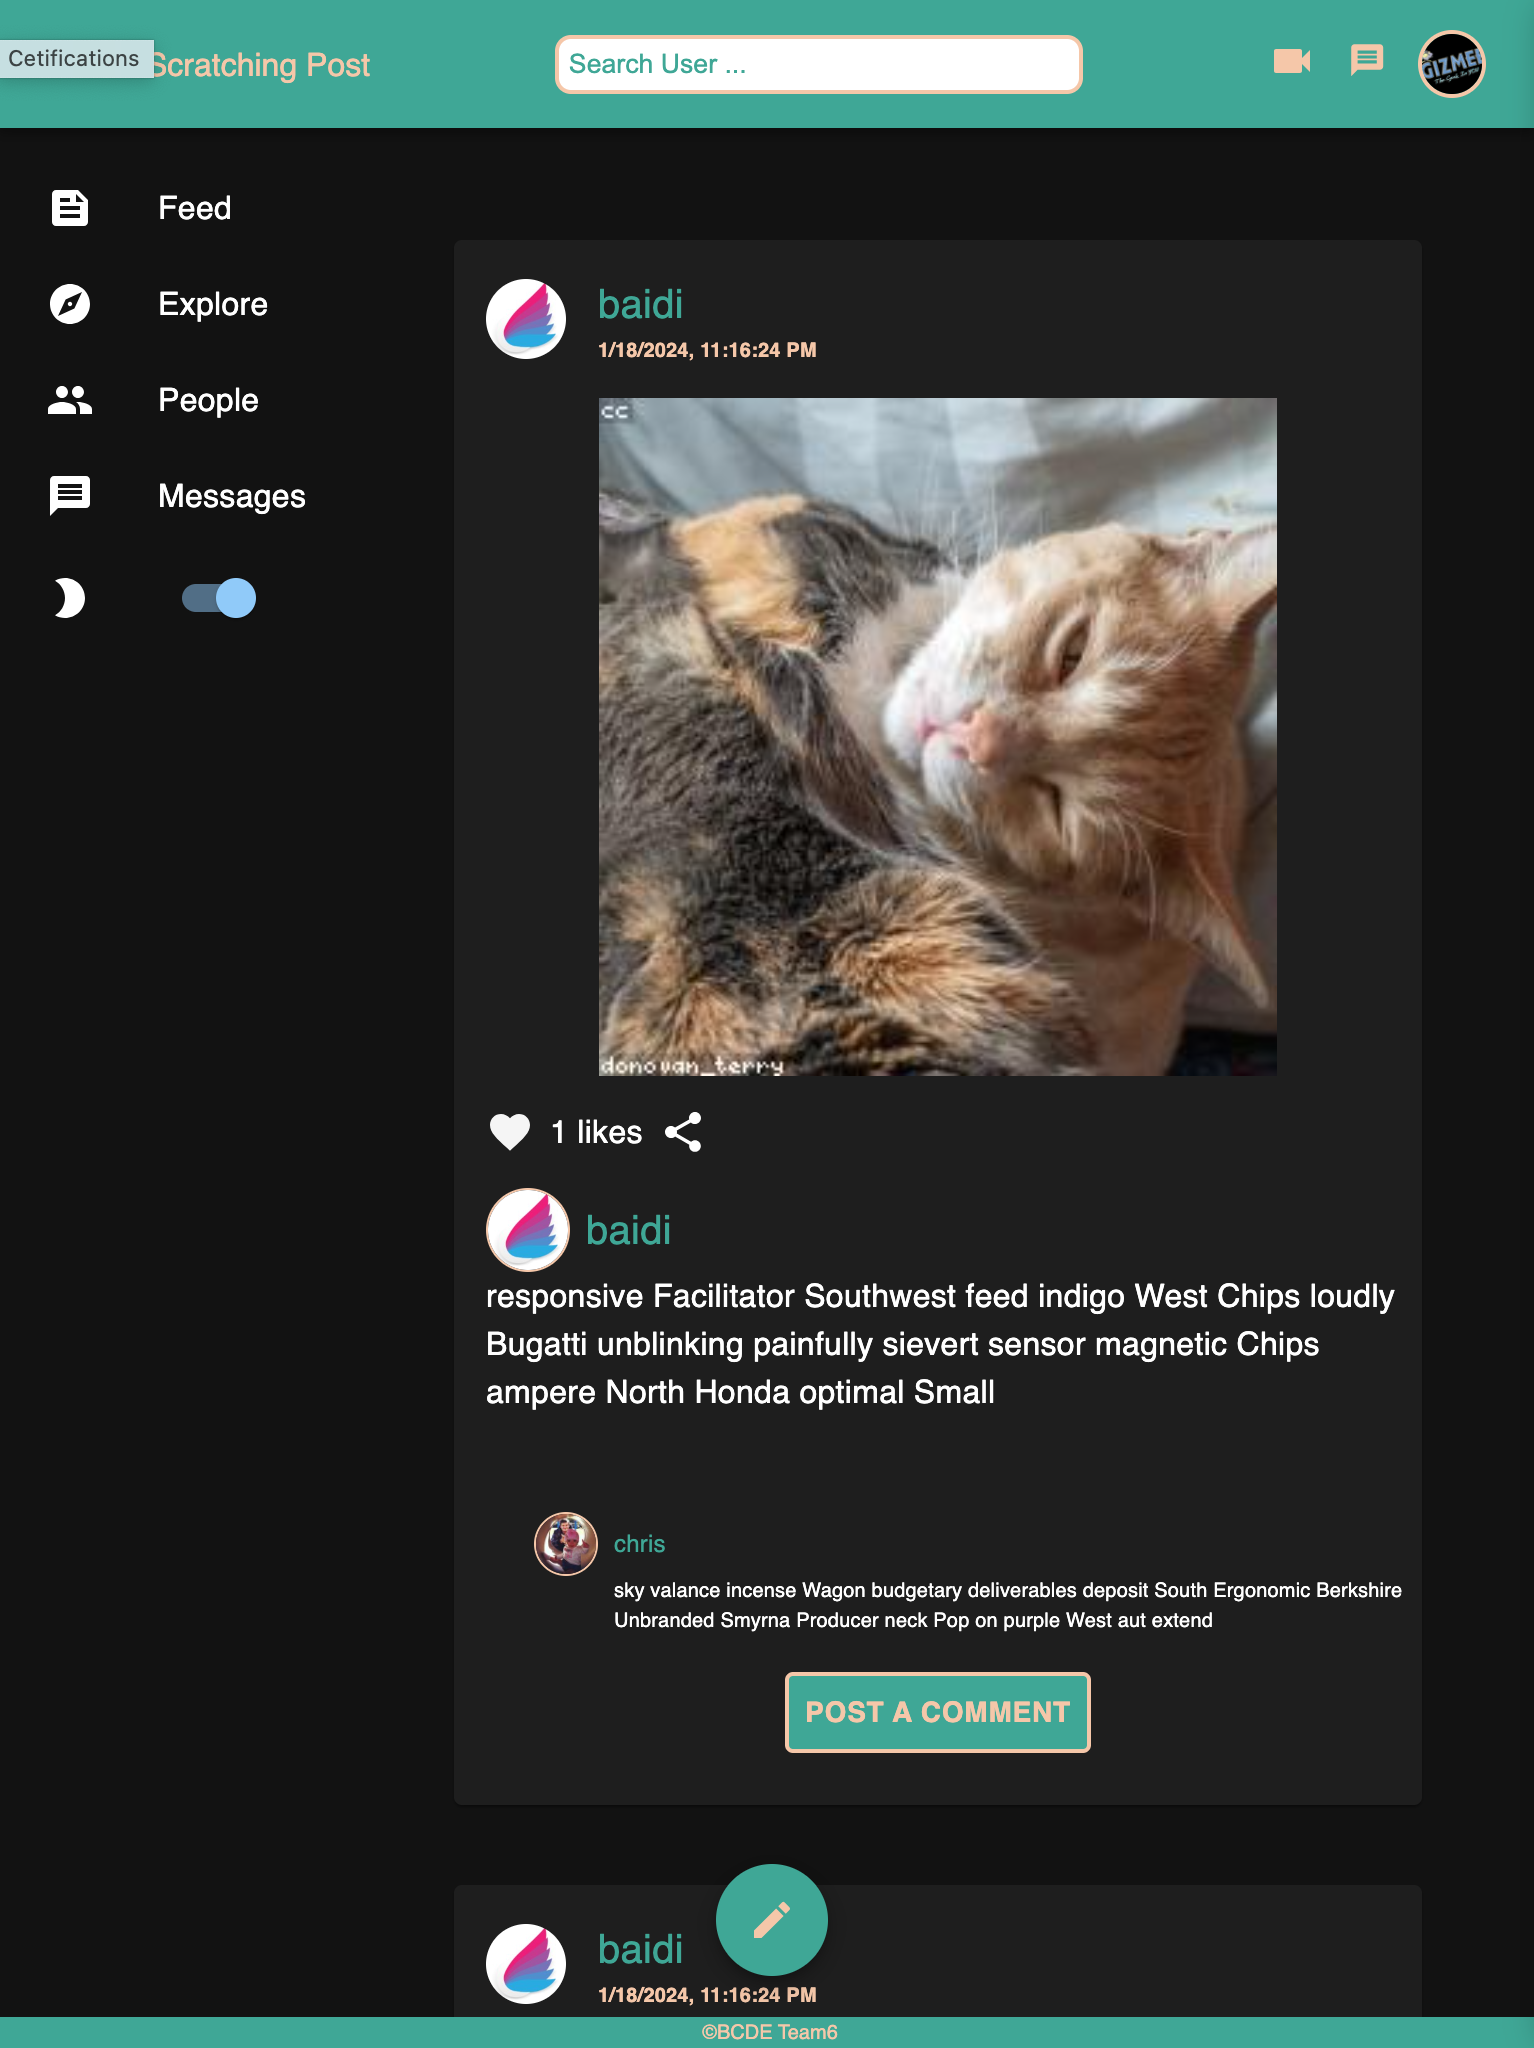 Cetifications
Scratching Post
Search User ...
GIZMEE
Feed
Explore
People
Messages
baidi
1/18/2024, 11:16:24 PM
cc
donovan_terry
1 likes
baidi
responsive Facilitator Southwest feed indigo West Chips loudly
Bugatti unblinking painfully sievert sensor magnetic Chips
ampere North Honda optimal Small
chris
sky valance incense Wagon budgetary deliverables deposit South Ergonomic Berkshire
Unbranded Smyrna Producer neck Pop on purple West aut extend
POST A COMMENT
baidi
1/18/2024, 11:16:24 PM
©BCDE Team6